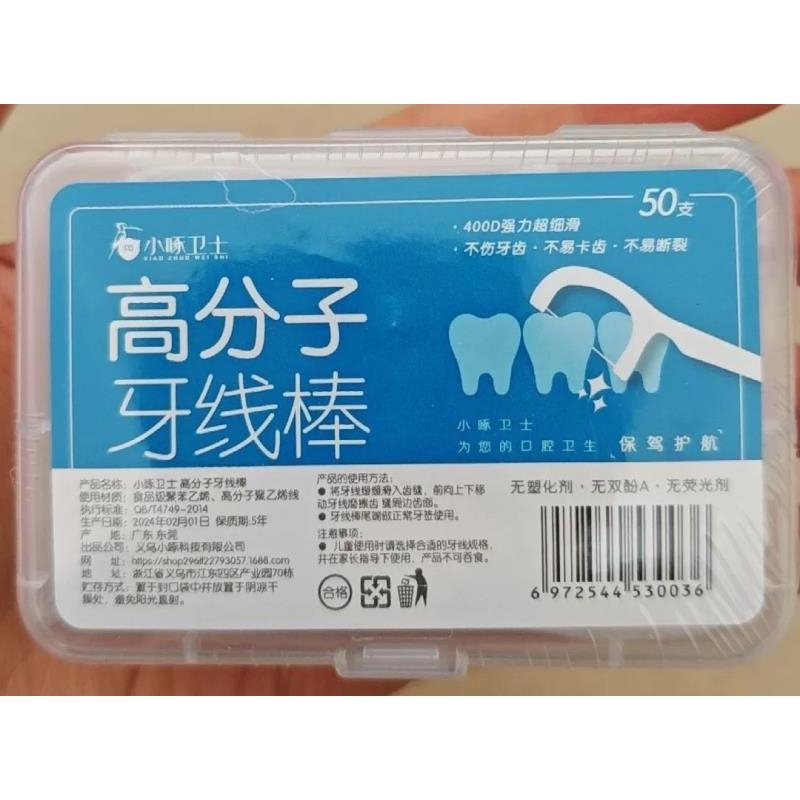 50支
· 400D强力超细滑
· 不伤牙齿 · 不易卡齿 · 不易断裂
小啄卫士
XIAO ZHUO WEI SHI
高分子
牙线棒
小啄卫士
为您的口腔卫生 保驾护航
产品名称: 小啄卫士 高分子牙线棒
使用材质: 食品级聚苯乙烯、高分子聚乙烯线
执行标准: QB/T4749-2014
生产日期: 2024年02月01日 保质期:5年
产 地: 广东 东莞
出品公司: 义乌小啄科技有限公司
网 址: https://shop296lf22793057.1688.com
地 址: 浙江省义乌市江东四区产业园70栋
贮存方式: 置于封口袋中并放置于阴凉干
燥处，避免阳光直射。
产品的使用方法:
● 将牙线缓缓滑入齿缝，前向上下移
动牙线磨擦齿 缝周边齿面。
● 牙线棒尾端做正常牙签使用。
注意事项:
● 儿童使用时请选择合适的牙线规格，
并在家长指导下使用，产品不可吞食。
合格
无塑化剂 · 无双酚A · 无荧光剂
6 972544 530036